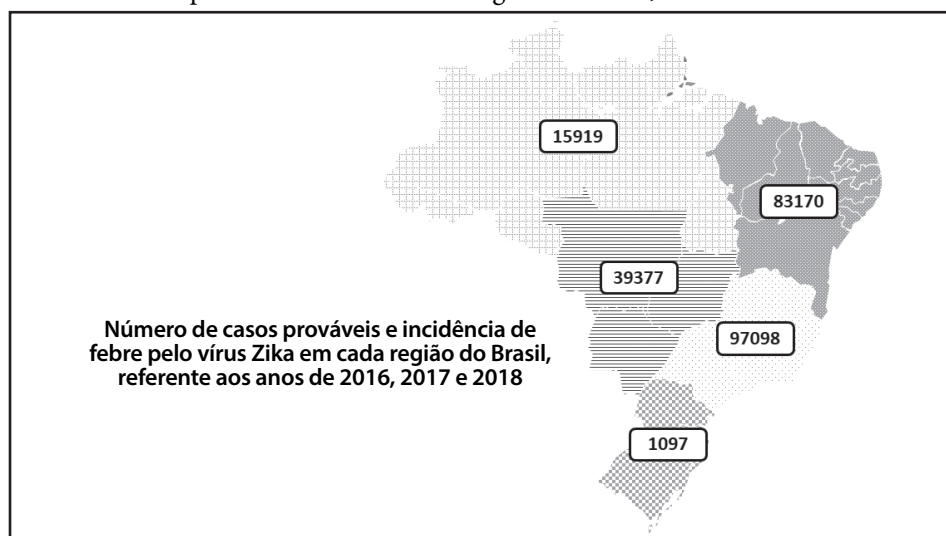 15919
83170
39377
97098
Número de casos prováveis e incidência de
febre pelo vírus Zika em cada região do Brasil,
referente aos anos de 2016, 2017 e 2018
1097